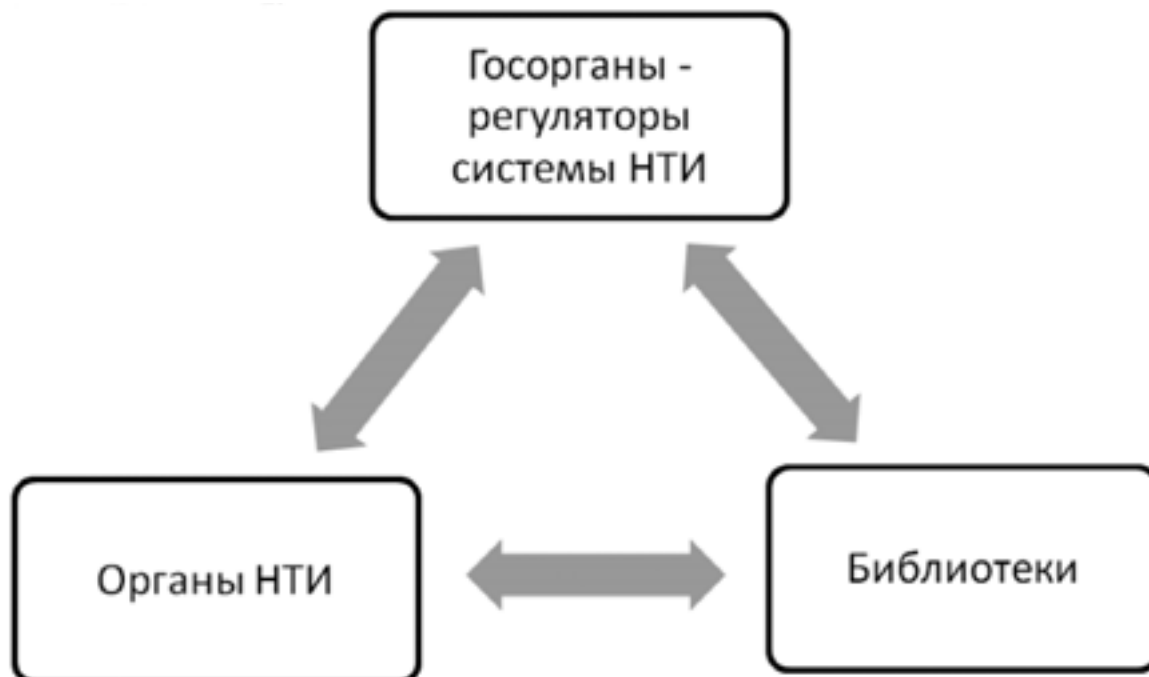 Госорганы -
регуляторы
системы НТИ
Органы НТИ
Библиотеки